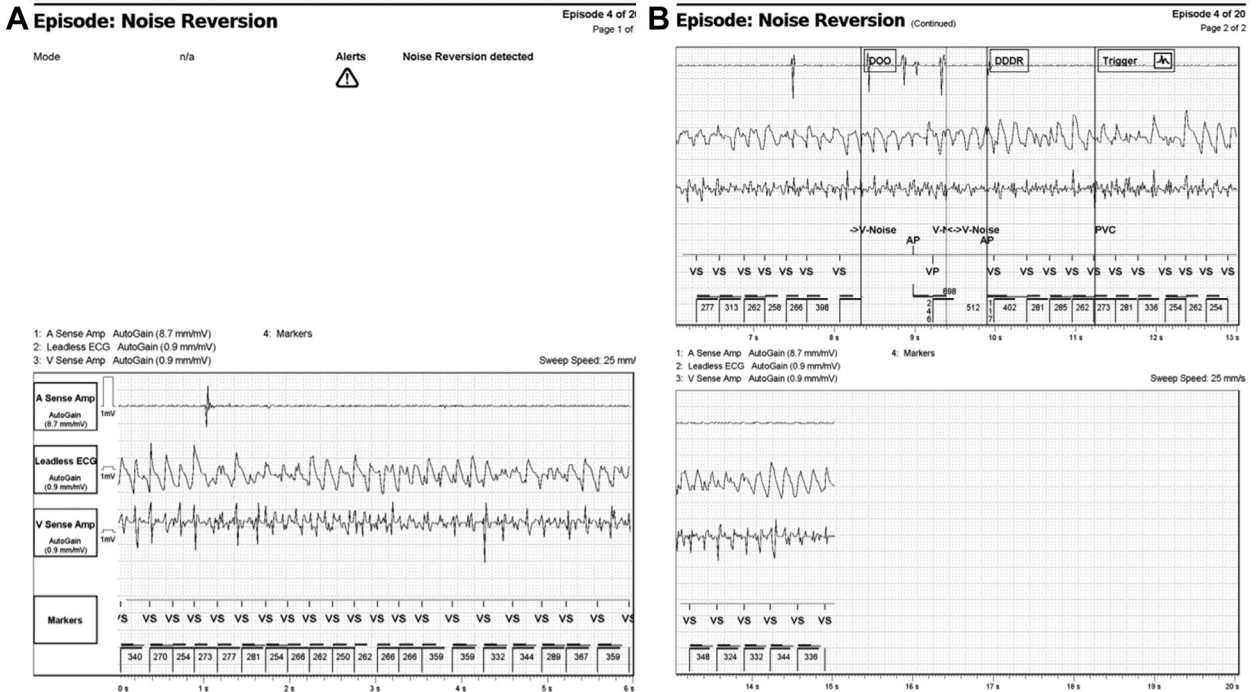 A
Episode: Noise Reversion
Episode 4 of 2
Page 1 of
Mode n/a Alerts Noise Reversion detected
1: A Sense Amp AutoGain (8.7 mm/mV) 4: Markers
2: Leadless ECG AutoGain (0.9 mm/mV)
3: V Sense Amp AutoGain (0.9 mm/mV)
Sweep Speed: 25 mm/
A Sense Amp
AutoGain
(8.7 mm/mV)
1mV
Leadless ECG
AutoGain
(0.9 mm/mV)
1mV
V Sense Amp
AutoGain
(0.9 mm/mV)
1mV
Markers
VS VS VS VS VS VS VS VS VS VS VS VS VS VS VS VS VS VS VS VS VS
340 270 254 273 277 281 254 266 262 250 262 266 266 359 359 332 344 289 367 359
0 s 1 s 2 s 3 s 4 s 5 s 6 s
B
Episode: Noise Reversion (Continued)
Episode 4 of 20
Page 2 of 2
DOO DDDR Trigger
->V-Noise V-N<->V-Noise PVC
AP AP
VS VS VS VS VS VS VS VP VS VS VS VS VS VS VS VS VS VS VS
277 313 262 258 266 398 246 898 512 117 402 281 285 262 273 281 336 254 262 254
7 s 8 s 9 s 10 s 11 s 12 s 13 s
1: A Sense Amp AutoGain (8.7 mm/mV) 4: Markers
2: Leadless ECG AutoGain (0.9 mm/mV)
3: V Sense Amp AutoGain (0.9 mm/mV)
Sweep Speed: 25 mm/s
VS VS VS VS VS VS
348 324 332 344 336
14 s 15 s 16 s 17 s 18 s 19 s 20 s